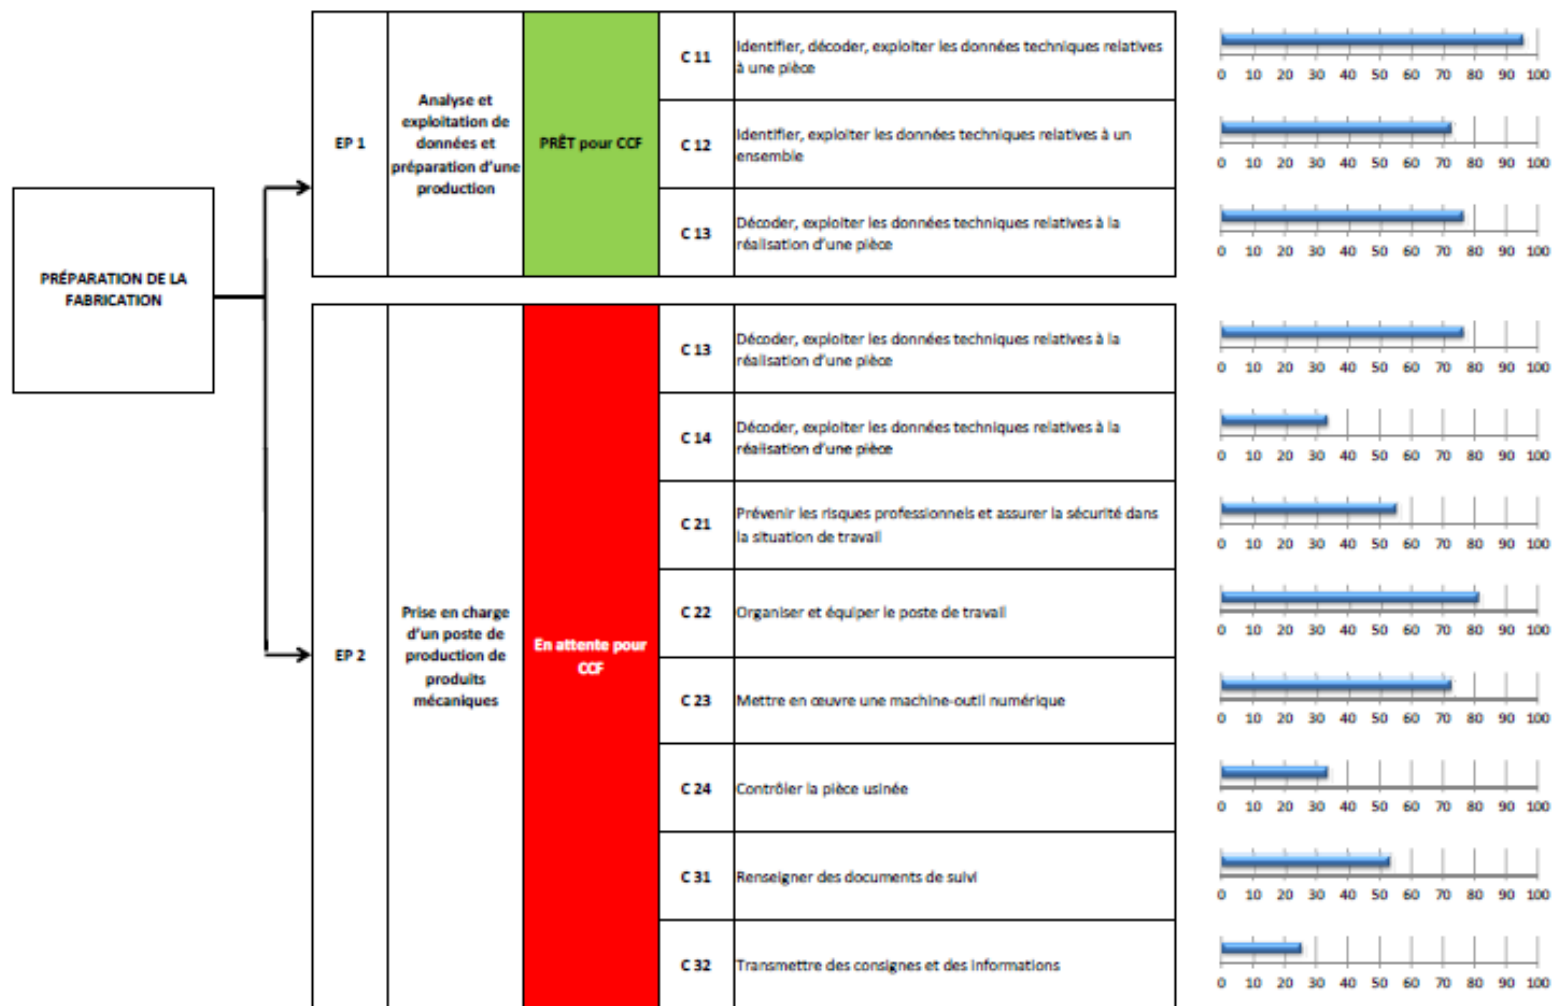 PRÉPARATION DE LA
FABRICATION
EP 1
Analyse et
exploitation de
données et
préparation d'une
production
PRÊT pour CCF
C 11
Identifier, décoder, exploiter les données techniques relatives
à une pièce
0 10 20 30 40 50 60 70 80 90 100
C 12
Identifier, exploiter les données techniques relatives à un
ensemble
0 10 20 30 40 50 60 70 80 90 100
C 13
Décoder, exploiter les données techniques relatives à la
réalisation d'une pièce
0 10 20 30 40 50 60 70 80 90 100
EP 2
Prise en charge
d'un poste de
production de
produits
mécaniques
En attente pour
CCF
C 13
Décoder, exploiter les données techniques relatives à la
réalisation d'une pièce
0 10 20 30 40 50 60 70 80 90 100
C 14
Décoder, exploiter les données techniques relatives à la
réalisation d'une pièce
0 10 20 30 40 50 60 70 80 90 100
C 21
Prévenir les risques professionnels et assurer la sécurité dans
la situation de travail
0 10 20 30 40 50 60 70 80 90 100
C 22
Organiser et équiper le poste de travail
0 10 20 30 40 50 60 70 80 90 100
C 23
Mettre en œuvre une machine-outil numérique
0 10 20 30 40 50 60 70 80 90 100
C 24
Contrôler la pièce usinée
0 10 20 30 40 50 60 70 80 90 100
C 31
Renseigner des documents de suivi
0 10 20 30 40 50 60 70 80 90 100
C 32
Transmettre des consignes et des informations
0 10 20 30 40 50 60 70 80 90 100